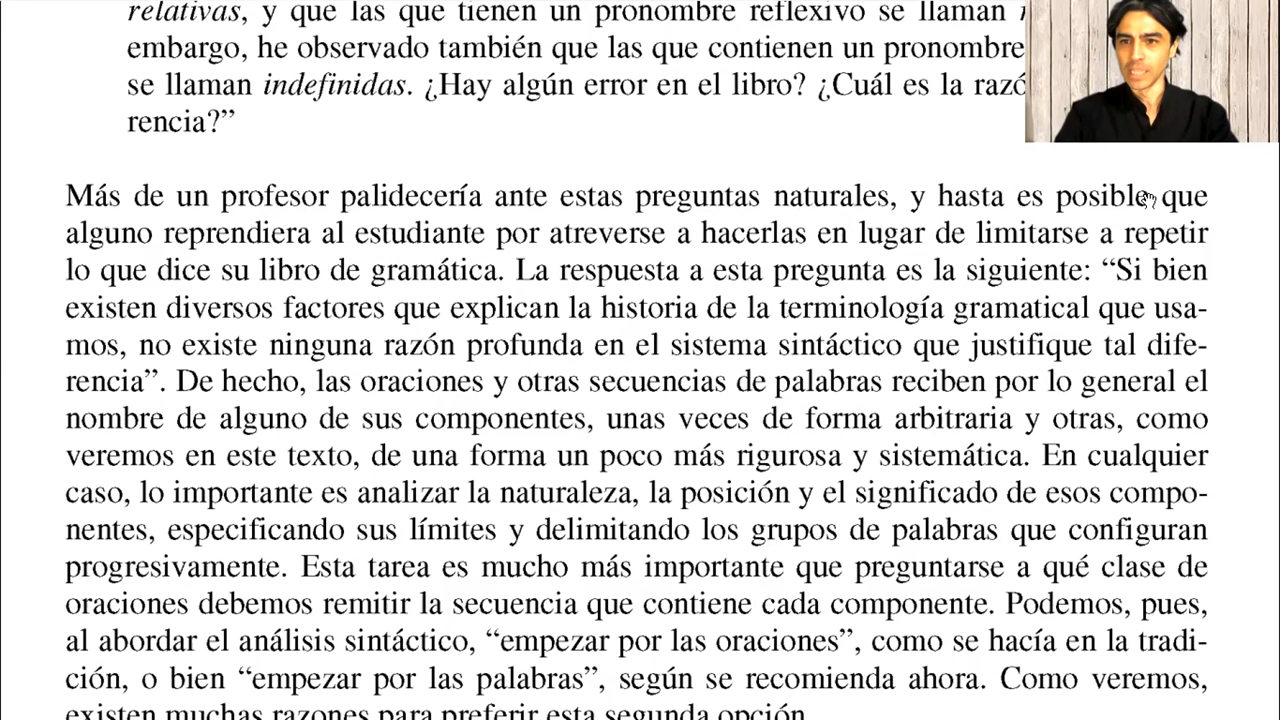 relativas, y que las que tienen un pronombre reflexivo se llaman
embargo, he observado también que las que contienen un pronombre
se llaman indefinidas. ¿Hay algún error en el libro? ¿Cuál es la razó
rencia?”
Más de un profesor palidecería ante estas preguntas naturales, y hasta es posible que
alguno reprendiera al estudiante por atreverse a hacerlas en lugar de limitarse a repetir
lo que dice su libro de gramática. La respuesta a esta pregunta es la siguiente: “Si bien
existen diversos factores que explican la historia de la terminología gramatical que usa-
mos, no existe ninguna razón profunda en el sistema sintáctico que justifique tal dife-
rencia”. De hecho, las oraciones y otras secuencias de palabras reciben por lo general el
nombre de alguno de sus componentes, unas veces de forma arbitraria y otras, como
veremos en este texto, de una forma un poco más rigurosa y sistemática. En cualquier
caso, lo importante es analizar la naturaleza, la posición y el significado de esos compo-
nentes, especificando sus límites y delimitando los grupos de palabras que configuran
progresivamente. Esta tarea es mucho más importante que preguntarse a qué clase de
oraciones debemos remitir la secuencia que contiene cada componente. Podemos, pues,
al abordar el análisis sintáctico, “empezar por las oraciones”, como se hacía en la tradi-
ción, o bien “empezar por las palabras”, según se recomienda ahora. Como veremos,
existen muchas razones para preferir esta segunda opción.